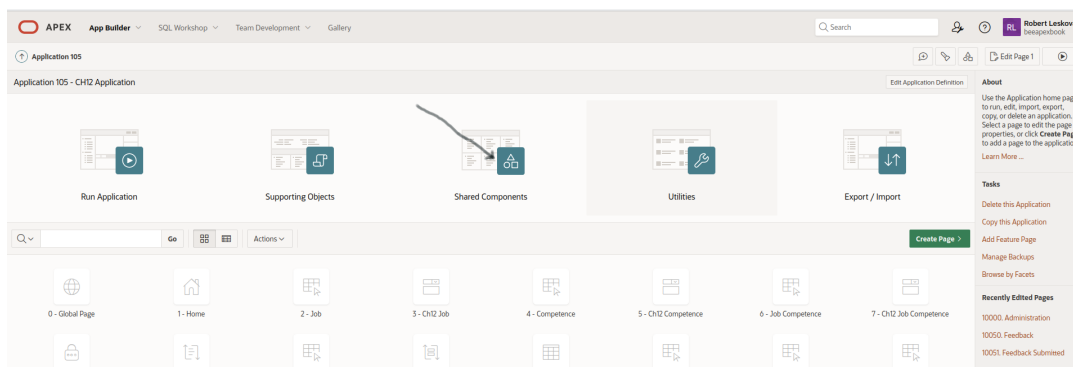 APEX App Builder SQL Workshop Team Development Gallery Search RL Robert Leskov
beeapexbook
Application 105 Edit Page 1
Application 105 - CH12 Application Edit Application Definition
Run Application Supporting Objects Shared Components Utilities Export / Import
Go Actions Create Page >
0 - Global Page 1 - Home 2 - Job 3 - Ch12 Job 4 - Competence 5 - Ch12 Competence 6 - Job Competence 7 - Ch12 Job Competence
About
Use the Application home pag
to run, edit, import, export,
copy, or delete an application.
Select a page to edit the page
properties, or click Create Pag
to add a page to the applicatio
Learn More ...
Tasks
Delete this Application
Copy this Application
Add Feature Page
Manage Backups
Browse by Facets
Recently Edited Pages
10000. Administration
10050. Feedback
10051. Feedback Submitted